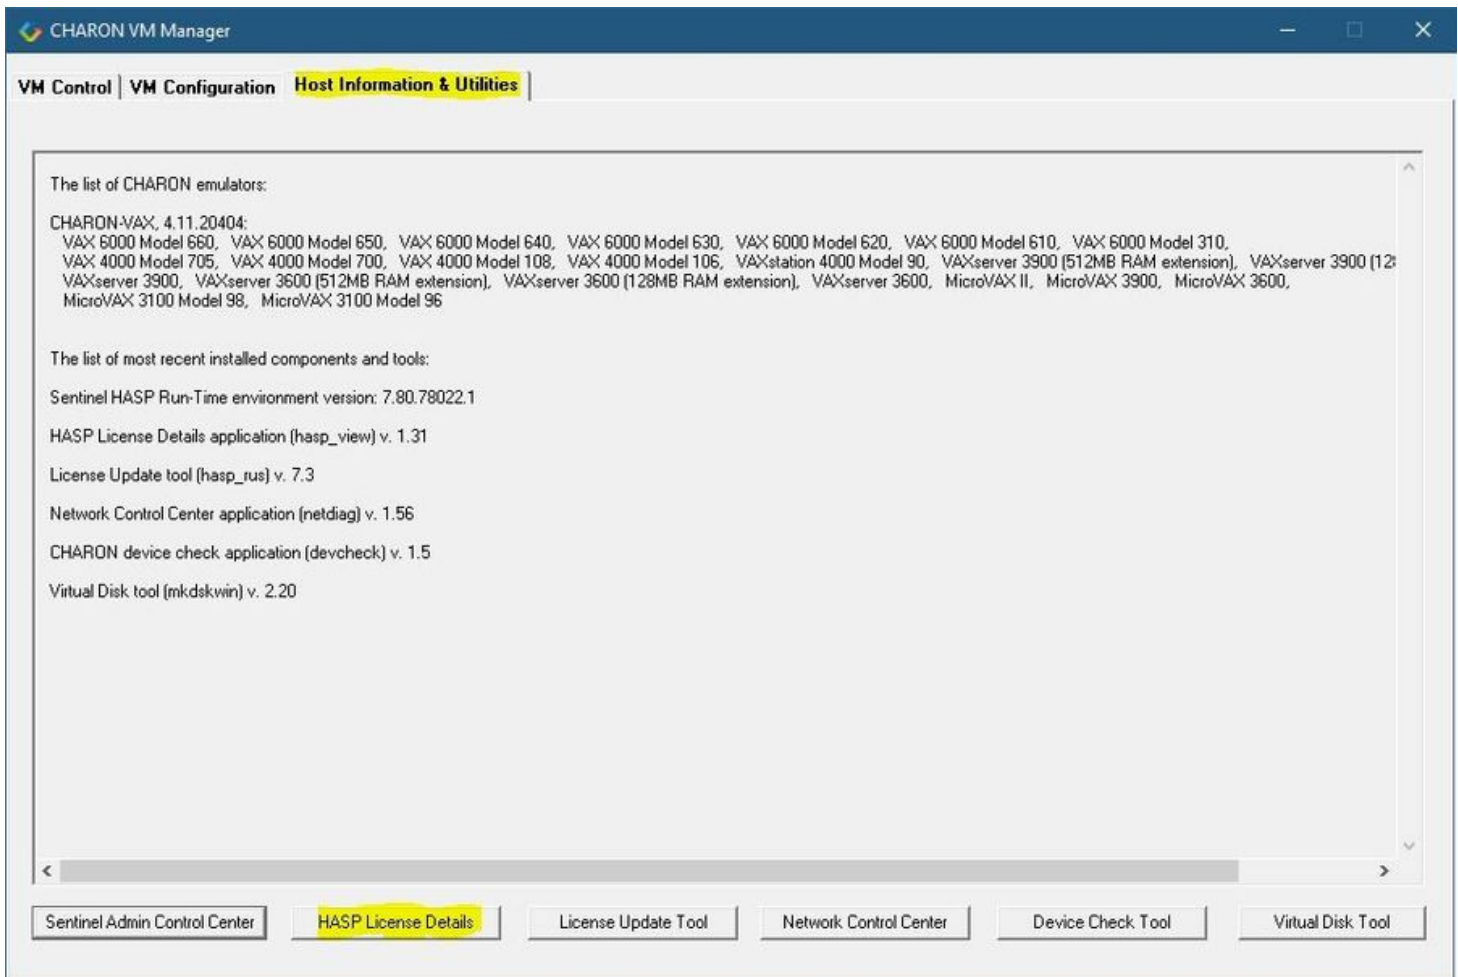 CHARON VM Manager
VM Control VM Configuration Host Information & Utilities
The list of CHARON emulators:
CHARON-VAX, 4.11.20404:
VAX 6000 Model 660, VAX 6000 Model 650, VAX 6000 Model 640, VAX 6000 Model 630, VAX 6000 Model 620, VAX 6000 Model 610, VAX 6000 Model 310,
VAX 4000 Model 705, VAX 4000 Model 700, VAX 4000 Model 108, VAX 4000 Model 106, VAXstation 4000 Model 90, VAXserver 3900 (512MB RAM extension), VAXserver 3900 (12
VAXserver 3900, VAXserver 3600 (512MB RAM extension), VAXserver 3600 (128MB RAM extension), VAXserver 3600, MicroVAX II, MicroVAX 3900, MicroVAX 3600,
MicroVAX 3100 Model 98, MicroVAX 3100 Model 96
The list of most recent installed components and tools:
Sentinel HASP Run-Time environment version: 7.80.78022.1
HASP License Details application (hasp_view) v. 1.31
License Update tool (hasp_rus) v. 7.3
Network Control Center application (netdiag) v. 1.56
CHARON device check application (devcheck) v. 1.5
Virtual Disk tool (mkdskwin) v. 2.20
Sentinel Admin Control Center HASP License Details License Update Tool Network Control Center Device Check Tool Virtual Disk Tool